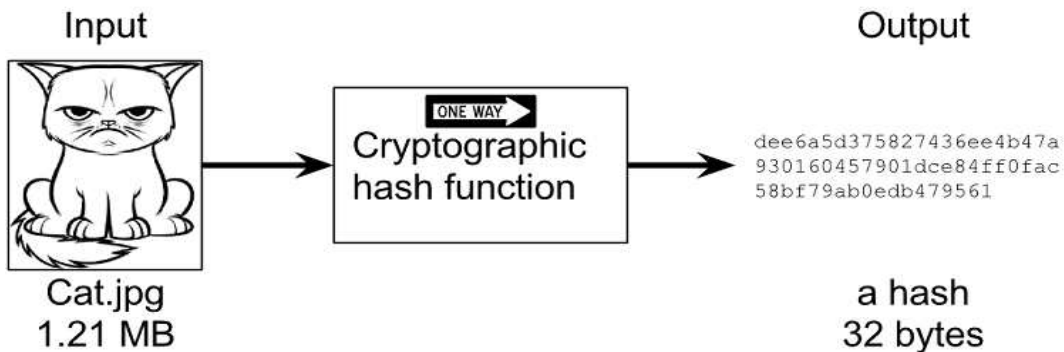 Input
Output
ONE WAY
Cryptographic
hash function
dee6a5d375827436ee4b47a
930160457901dce84ff0fac
58bf79ab0edb479561
Cat.jpg
1.21 MB
a hash
32 bytes